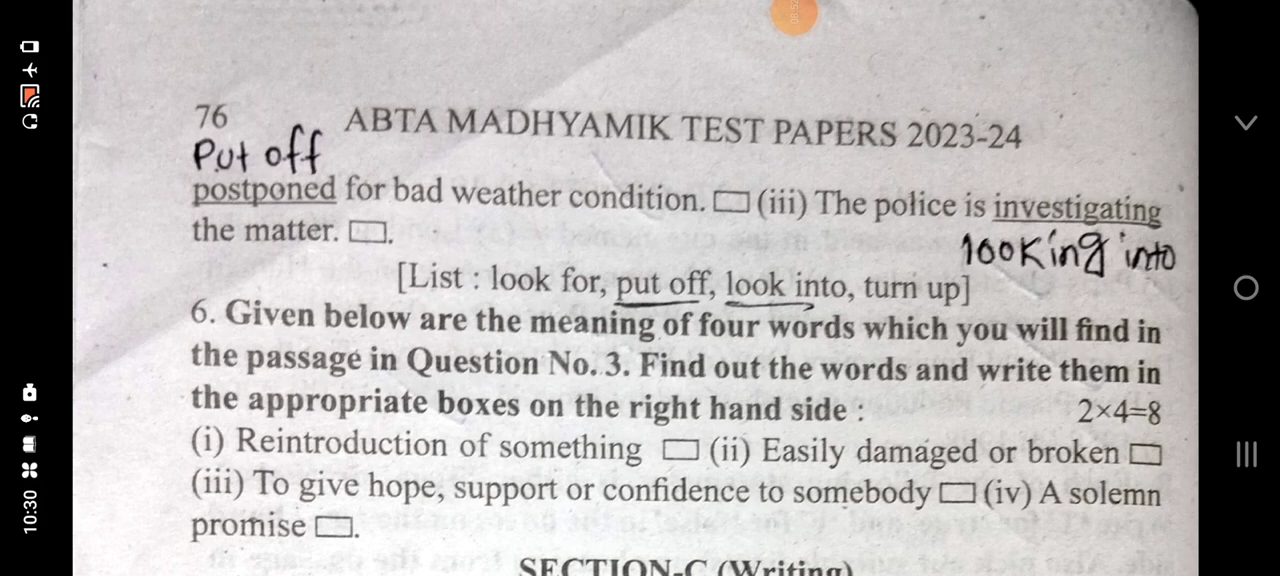 76 ABTA MADHYAMIK TEST PAPERS 2023-24
Put off
postponed for bad weather condition. (iii) The police is investigating
the matter.
looking into
[List : look for, put off, look into, turn up]
6. Given below are the meaning of four words which you will find in
the passage in Question No. 3. Find out the words and write them in
the appropriate boxes on the right hand side : 2×4=8
(i) Reintroduction of something (ii) Easily damaged or broken
(iii) To give hope, support or confidence to somebody (iv) A solemn
promise .
SECTION-C (Writing)
10:30
08:52